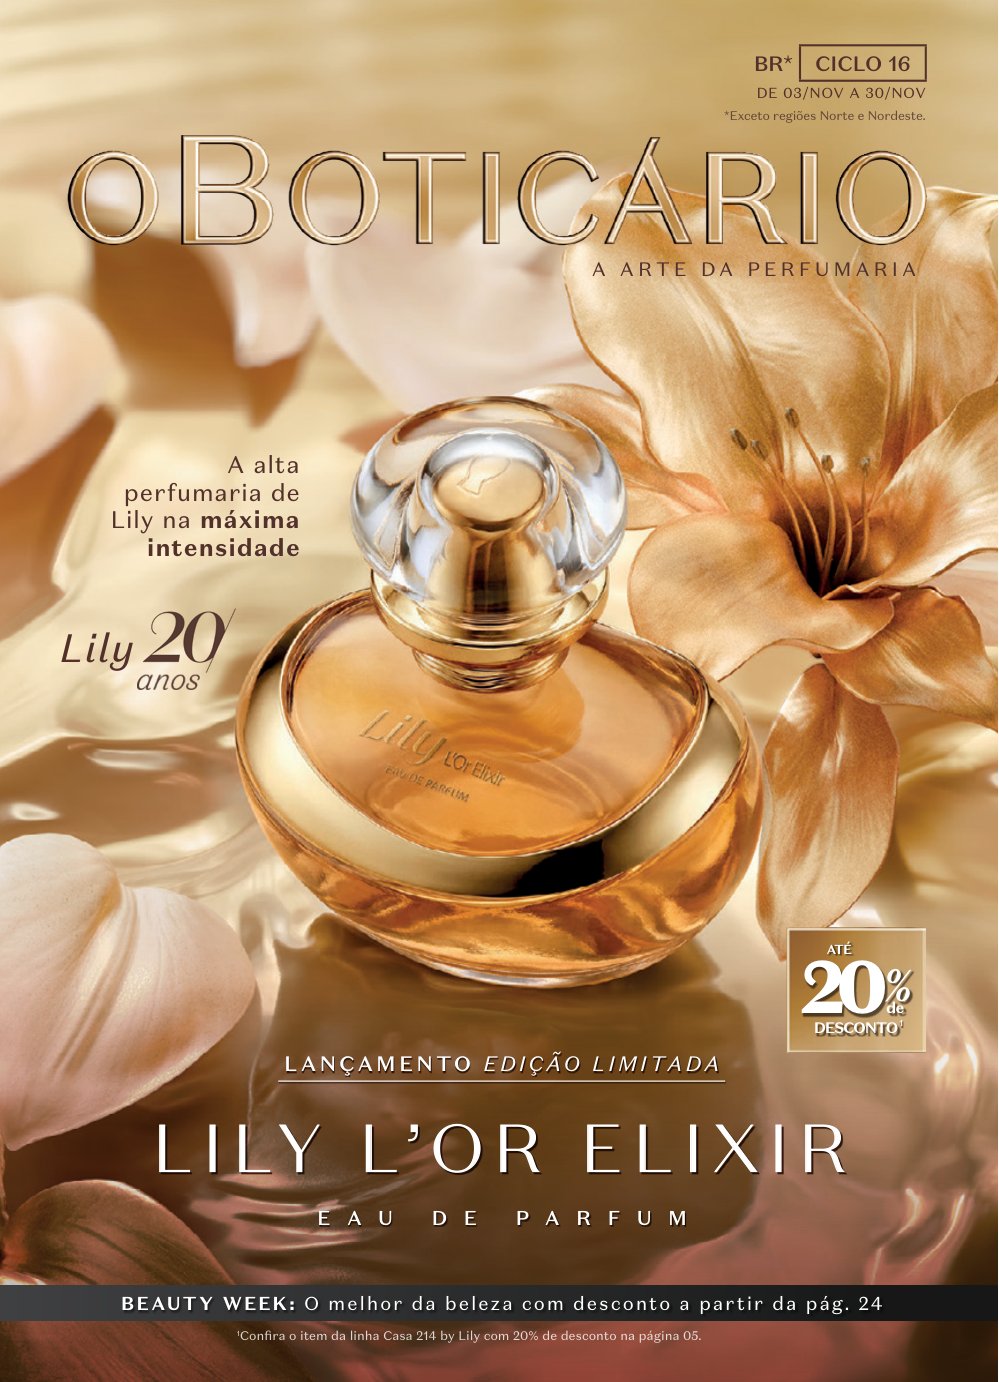 BR* CICLO 16
DE 03/NOV A 30/NOV
*Exceto regiões Norte e Nordeste.
OBOTICÁRIO
A ARTE DA PERFUMARIA
A alta
perfumaria de
Lily na máxima
intensidade
Lily 20
anos
Lily L'Or Elixir
EAU DE PARFUM
ATÉ
20%
de
DESCONTO¹
LANÇAMENTO EDIÇÃO LIMITADA
LILY L'OR ELIXIR
EAU DE PARFUM
BEAUTY WEEK: O melhor da beleza com desconto a partir da pág. 24
¹Confira o item da linha Casa 214 by Lily com 20% de desconto na página 05.